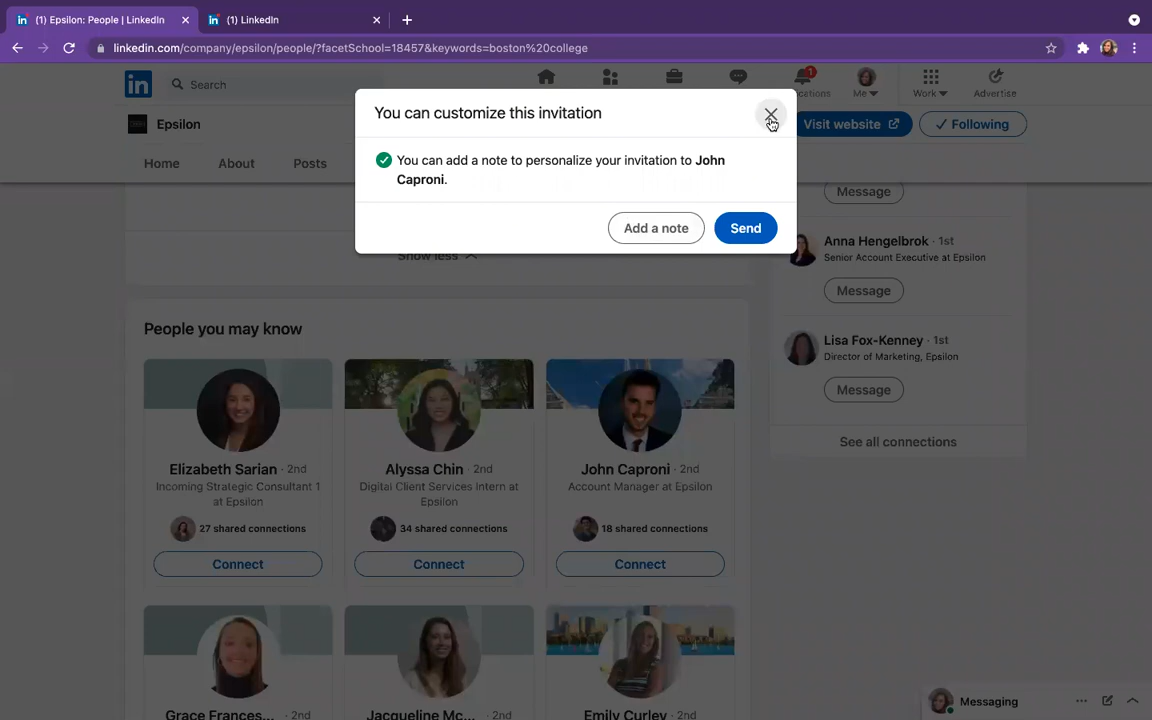 (1) Epsilon: People | LinkedIn
(1) LinkedIn
linkedin.com/company/epsilon/people/?facetSchool=18457&keywords=boston%20college
in
Search
1
Me
Work
Advertise
Epsilon
Visit website
Following
Home
About
Posts
You can customize this invitation
You can add a note to personalize your invitation to John
Caproni.
Add a note
Send
Show less
Message
Anna Hengelbrok · 1st
Senior Account Executive at Epsilon
Message
Lisa Fox-Kenney · 1st
Director of Marketing, Epsilon
Message
See all connections
People you may know
Elizabeth Sarian · 2nd
Incoming Strategic Consultant 1
at Epsilon
27 shared connections
Connect
Alyssa Chin · 2nd
Digital Client Services Intern at
Epsilon
34 shared connections
Connect
John Caproni · 2nd
Account Manager at Epsilon
18 shared connections
Connect
Grace Frances... · 2nd
Jacqueline Mc... · 2nd
Emily Curley · 2nd
Messaging